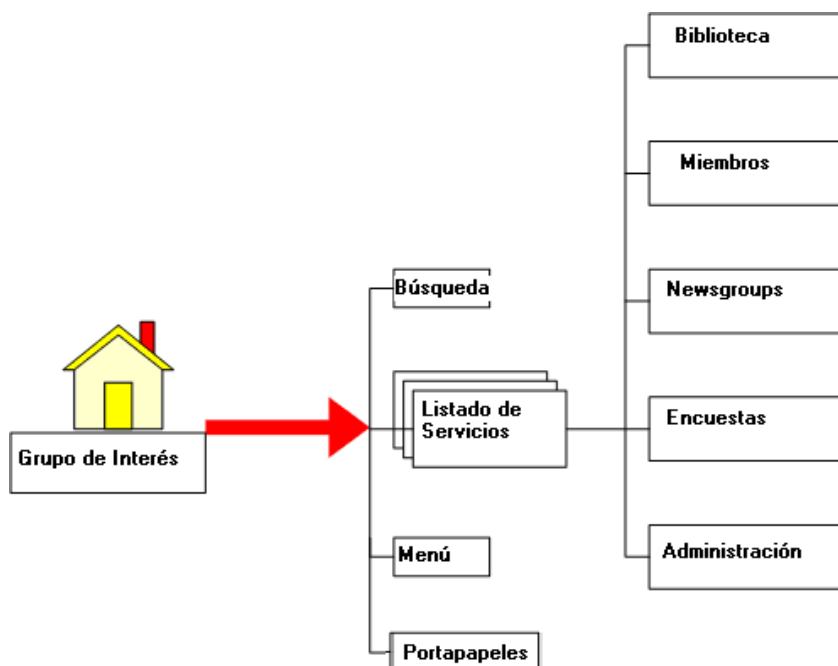 Grupo de Interés
Búsqueda
Listado de
Servicios
Menú
Portapapeles
Biblioteca
Miembros
Newsgroups
Encuestas
Administración